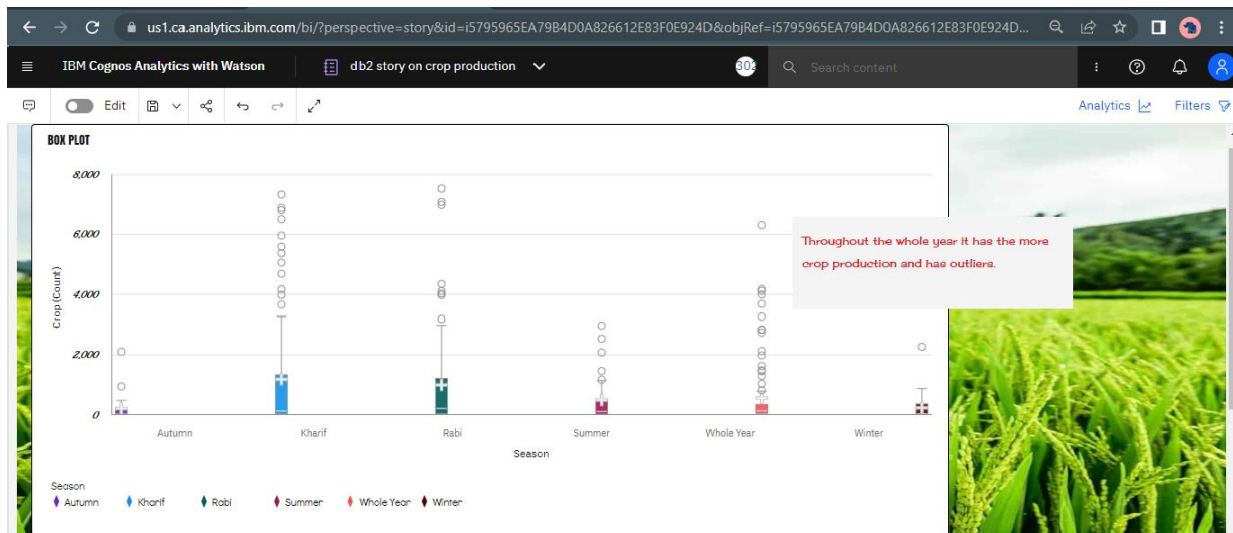 us1.ca.analytics.ibm.com/bi/?perspective=story&id=i5795965EA79B4D0A826612E83F0E924D&objRef=i5795965EA79B4D0A826612E83F0E924D...
IBM Cognos Analytics with Watson
db2 story on crop production
302
Search content
Edit
Analytics
Filters
BOX PLOT
8,000
6,000
4,000
2,000
0
Crop (Count)
Throughout the whole year it has the more
crop production and has outliers.
Autumn Kharif Rabi Summer Whole Year Winter
Season
Season
Autumn Kharif Rabi Summer Whole Year Winter